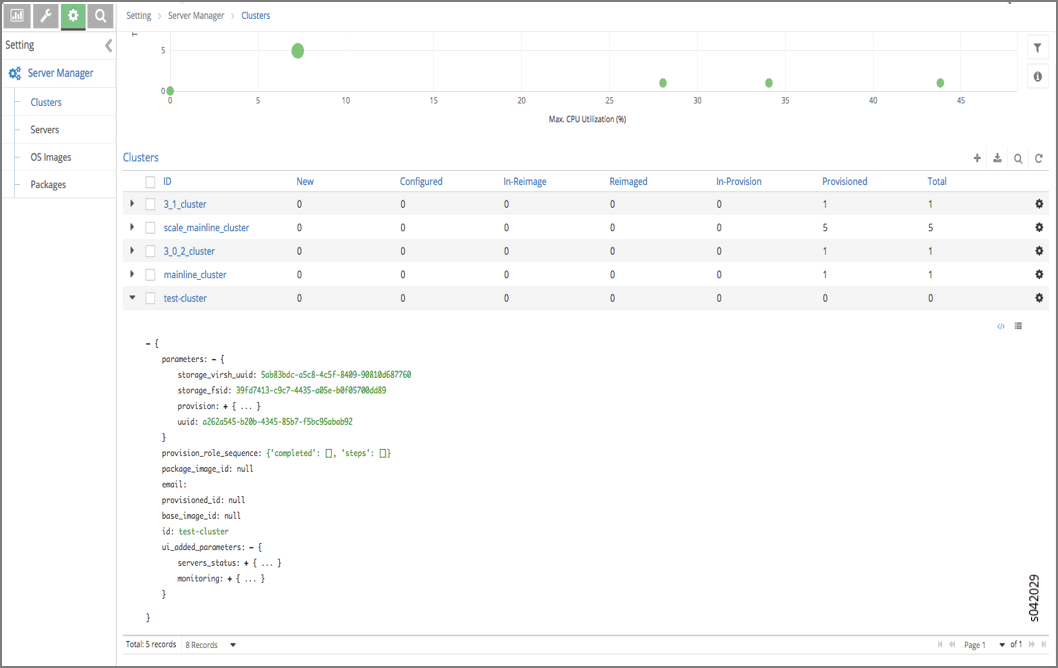 Setting > Server Manager > Clusters
Setting
Server Manager
Clusters
Servers
OS Images
Packages
5
0
0 5 10 15 20 25 30 35 40 45
Max. CPU Utilization (%)
Clusters
ID New Configured In-Reimage Reimaged In-Provision Provisioned Total
3_1_cluster 0 0 0 0 0 1 1
scale_mainline_cluster 0 0 0 0 0 5 5
3_0_2_cluster 0 0 0 0 0 1 1
mainline_cluster 0 0 0 0 0 1 1
test-cluster 0 0 0 0 0 0 0
- {
parameters: - {
storage_virsh_uuid: 5ab83bdc-a5c8-4c5f-8409-90810d687760
storage_fsid: 39fd7413-c9c7-4435-a05e-b0f05700dd89
provision: + { ... }
uuid: a262a545-b20b-4345-85b7-f5bc95abab92
}
provision_role_sequence: {'completed': [], 'steps': []}
package_image_id: null
email:
provisioned_id: null
base_image_id: null
id: test-cluster
ui_added_parameters: - {
servers_status: + { ... }
monitoring: + { ... }
}
}
Total: 5 records 8 Records Page 1 of 1
s042029